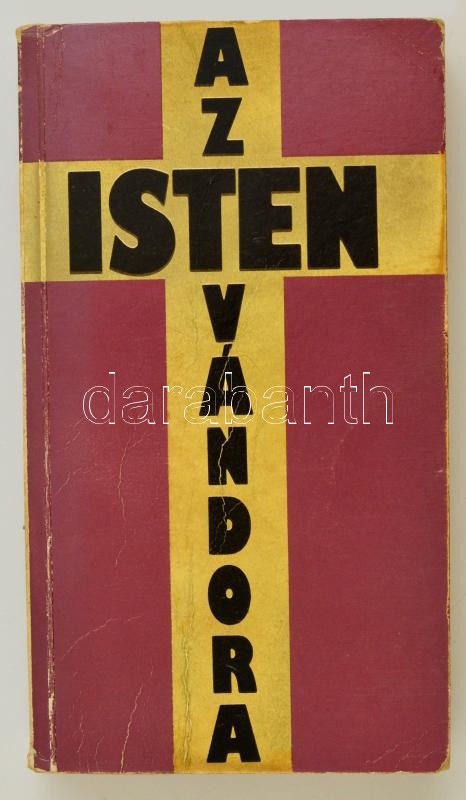 AZ
ISTEN
VÁNDORA
darabanth